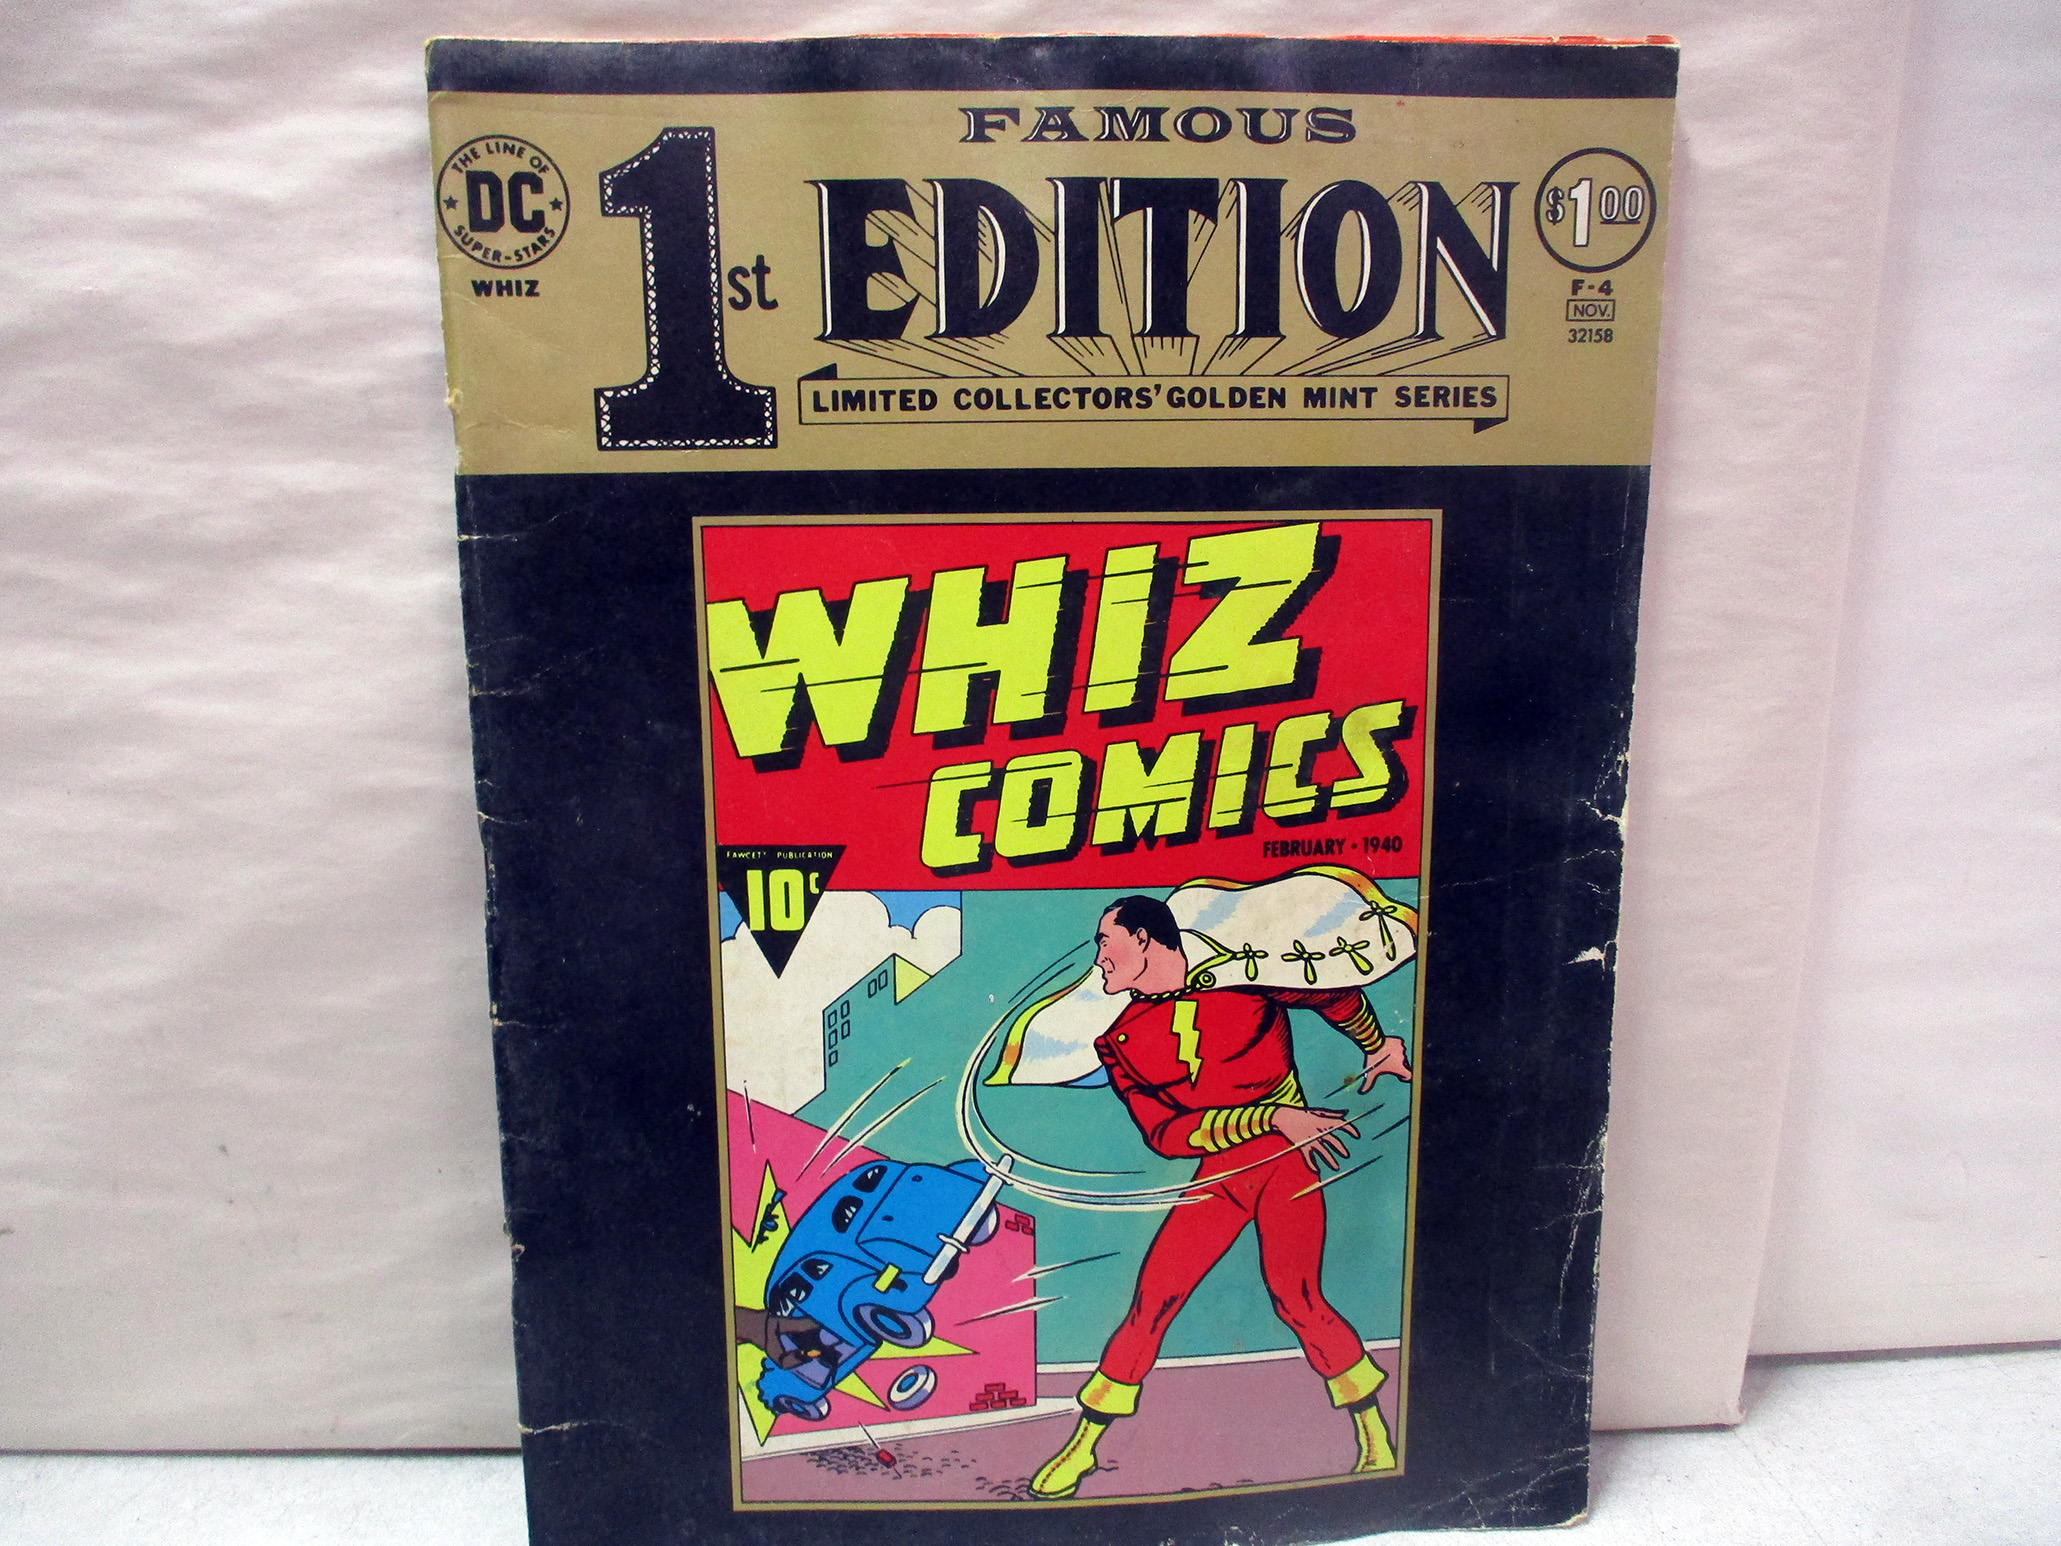 FAMOUS
1st EDITION
LIMITED COLLECTORS' GOLDEN MINT SERIES
THE LINE OF
DC
SUPER-STARS
WHIZ
$1.00
F-4
NOV.
32158
WHIZ
COMICS
FEBRUARY • 1940
FAWCETT PUBLICATION
10¢